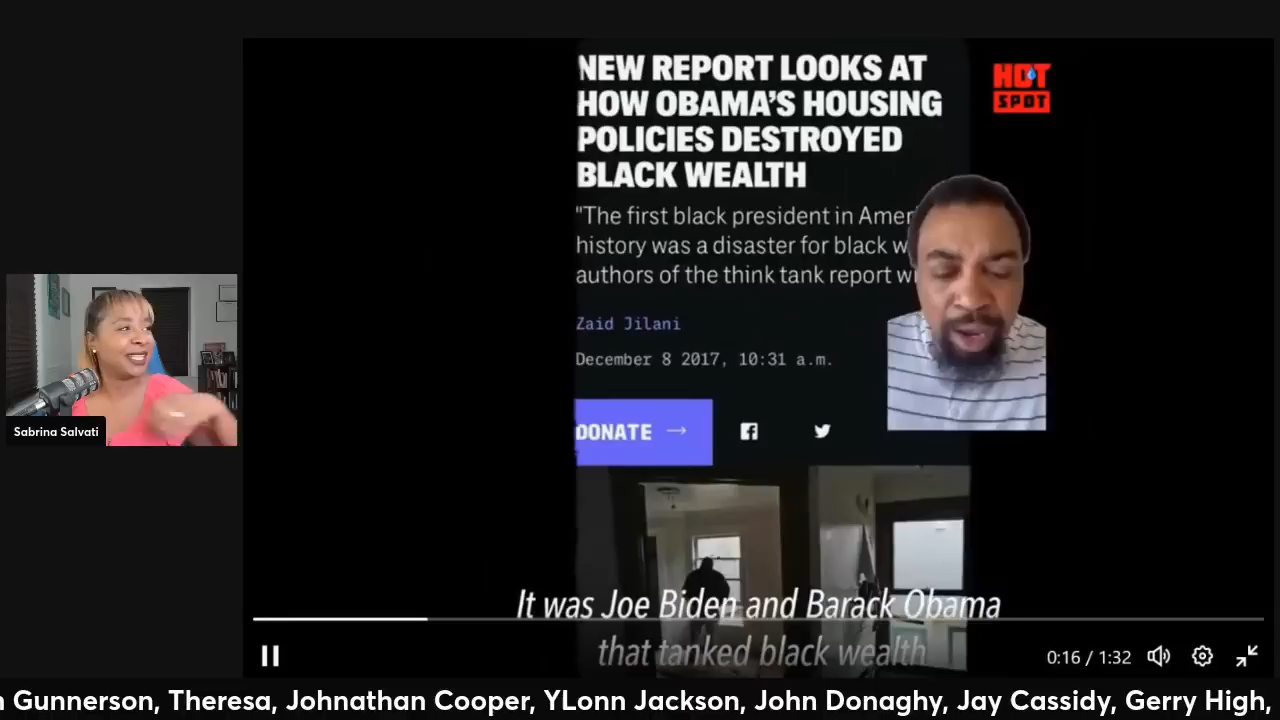 NEW REPORT LOOKS AT
HOW OBAMA'S HOUSING
POLICIES DESTROYED
BLACK WEALTH
HOT
SPOT
"The first black president in
history was a disaster for black
authors of the think tank report
Zaid Jilani
December 8 2017, 10:31 a.m.
DONATE →
Sabrina Salvati
It was Joe Biden and Barack Obama
that tanked black wealth
0:16 / 1:32
Gunnerson, Theresa, Johnathan Cooper, YLonn Jackson, John Donaghy, Jay Cassidy, Gerry High,